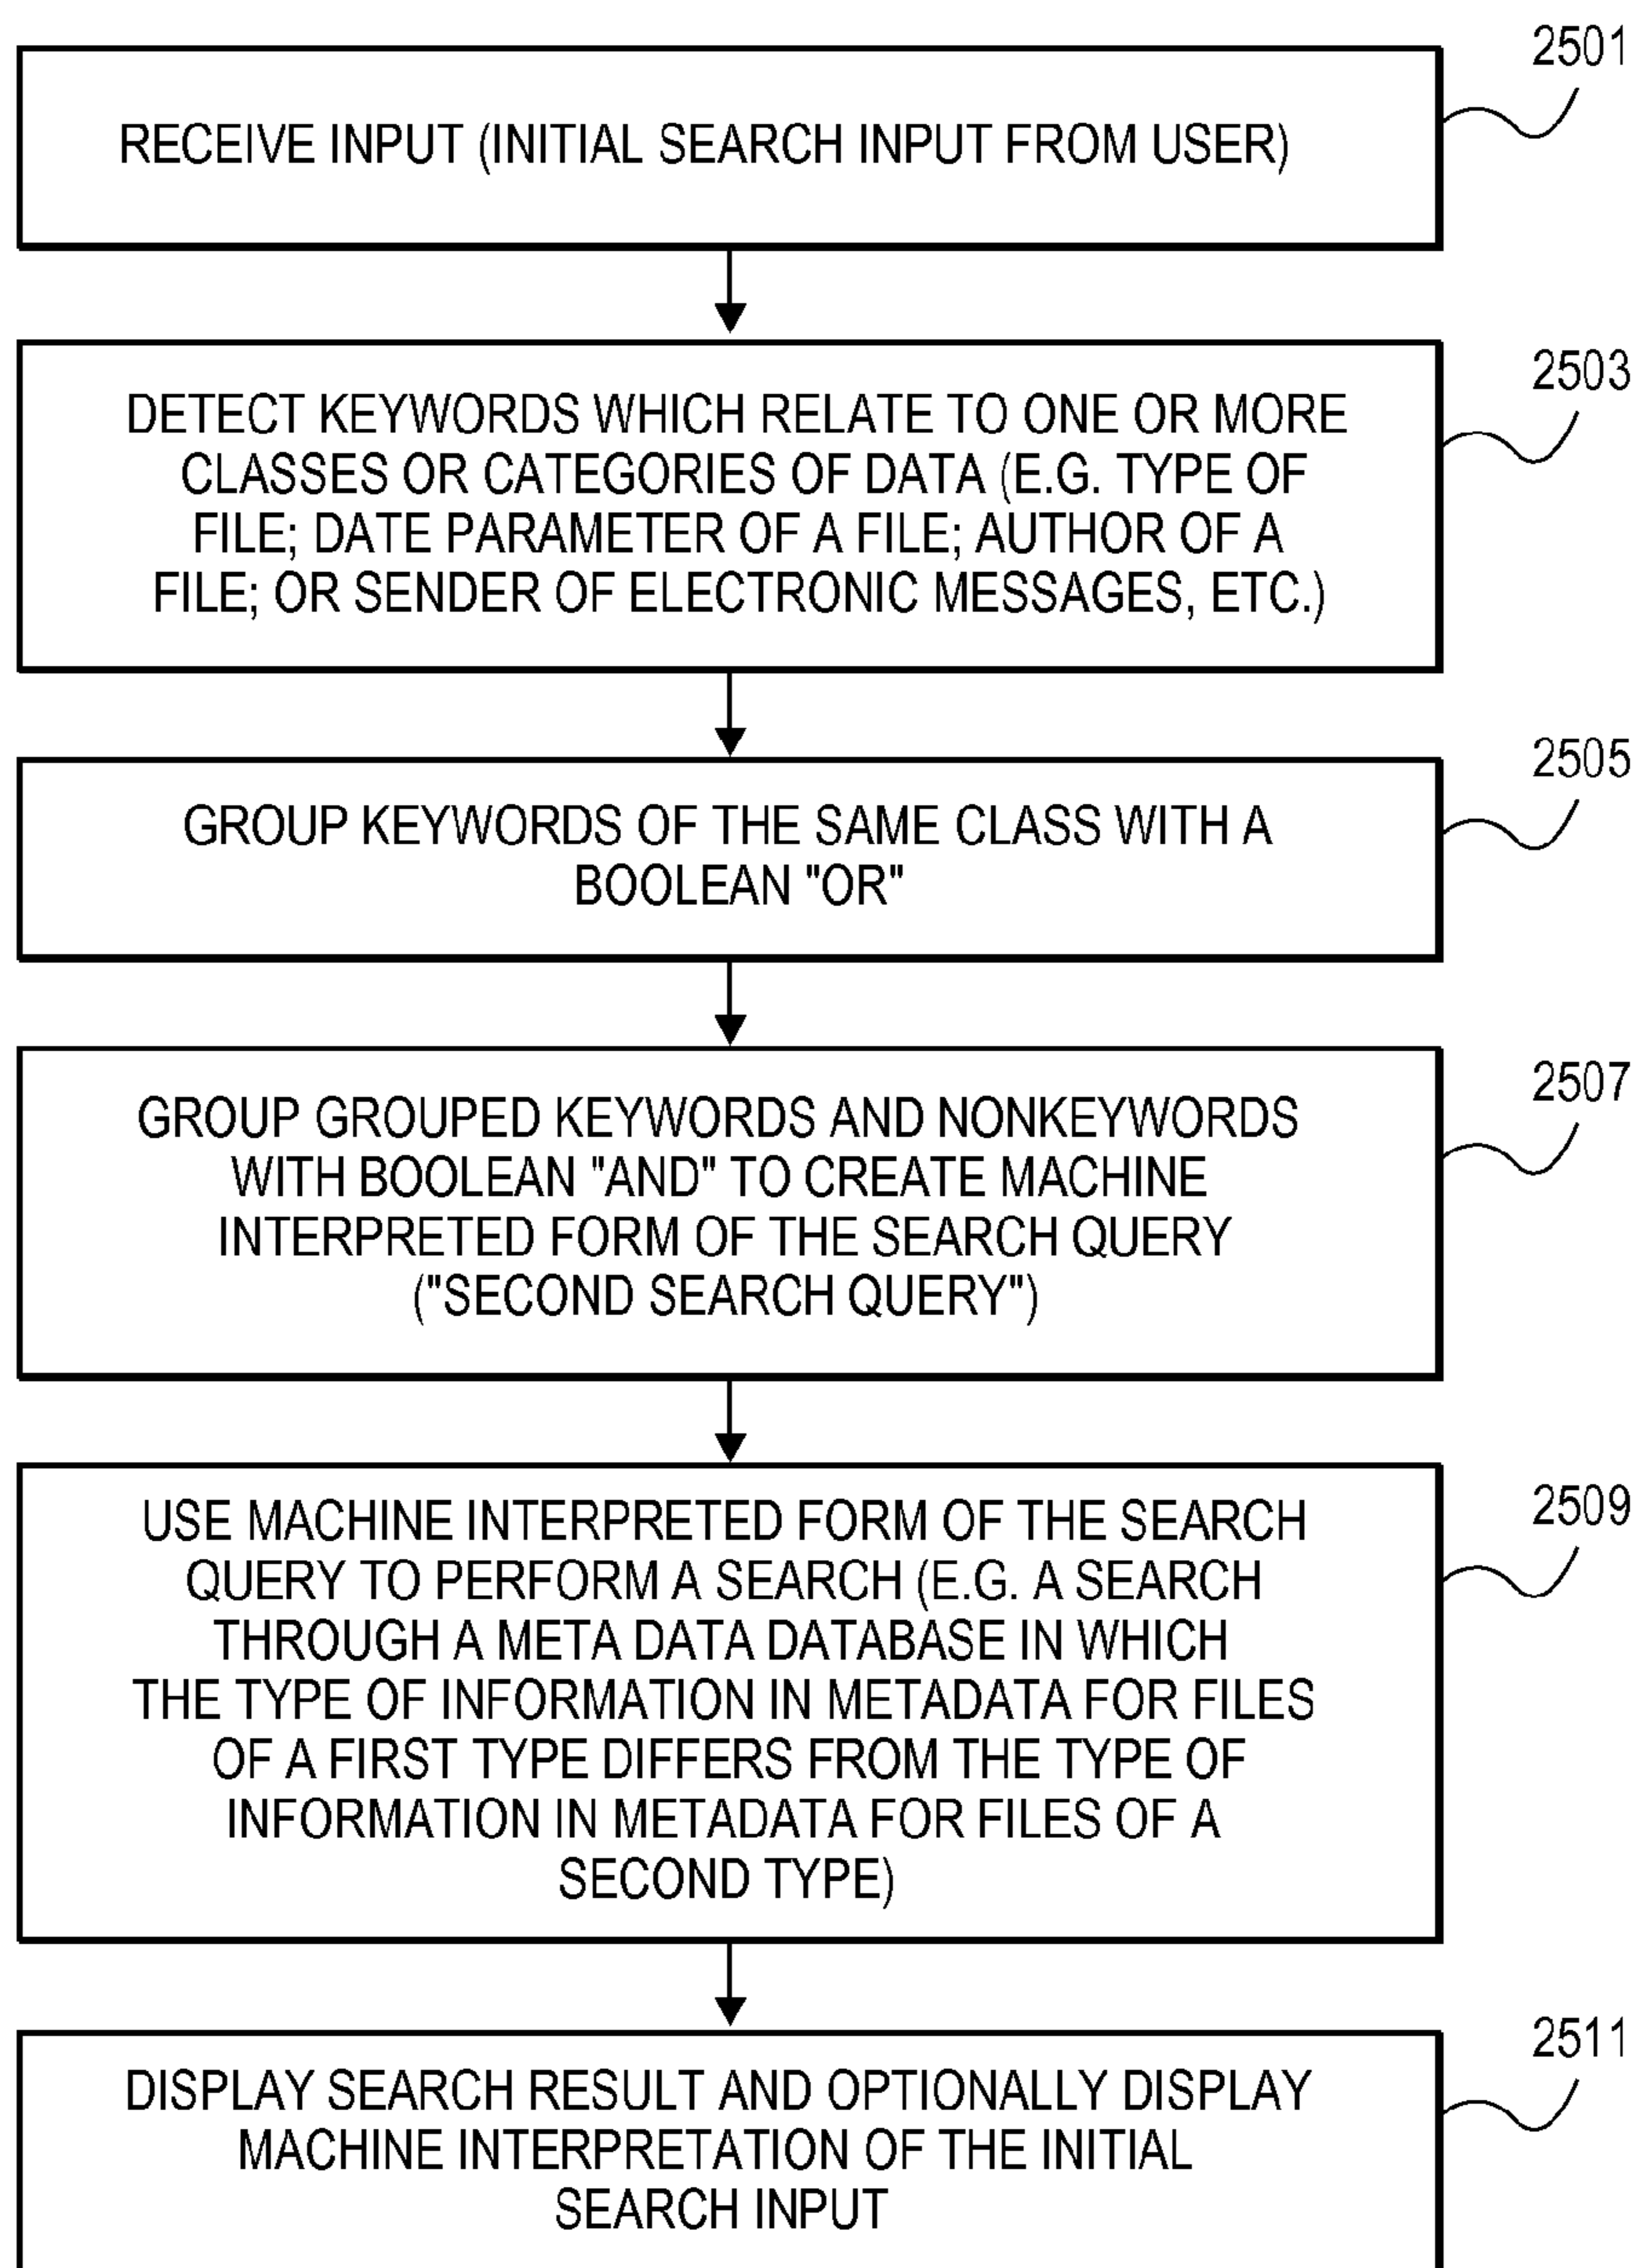 2501
RECEIVE INPUT (INITIAL SEARCH INPUT FROM USER)
2503
DETECT KEYWORDS WHICH RELATE TO ONE OR MORE
CLASSES OR CATEGORIES OF DATA (E.G. TYPE OF
FILE; DATE PARAMETER OF A FILE; AUTHOR OF A
FILE; OR SENDER OF ELECTRONIC MESSAGES, ETC.)
2505
GROUP KEYWORDS OF THE SAME CLASS WITH A
BOOLEAN "OR"
2507
GROUP GROUPED KEYWORDS AND NONKEYWORDS
WITH BOOLEAN "AND" TO CREATE MACHINE
INTERPRETED FORM OF THE SEARCH QUERY
("SECOND SEARCH QUERY")
2509
USE MACHINE INTERPRETED FORM OF THE SEARCH
QUERY TO PERFORM A SEARCH (E.G. A SEARCH
THROUGH A META DATA DATABASE IN WHICH
THE TYPE OF INFORMATION IN METADATA FOR FILES
OF A FIRST TYPE DIFFERS FROM THE TYPE OF
INFORMATION IN METADATA FOR FILES OF A
SECOND TYPE)
2511
DISPLAY SEARCH RESULT AND OPTIONALLY DISPLAY
MACHINE INTERPRETATION OF THE INITIAL
SEARCH INPUT